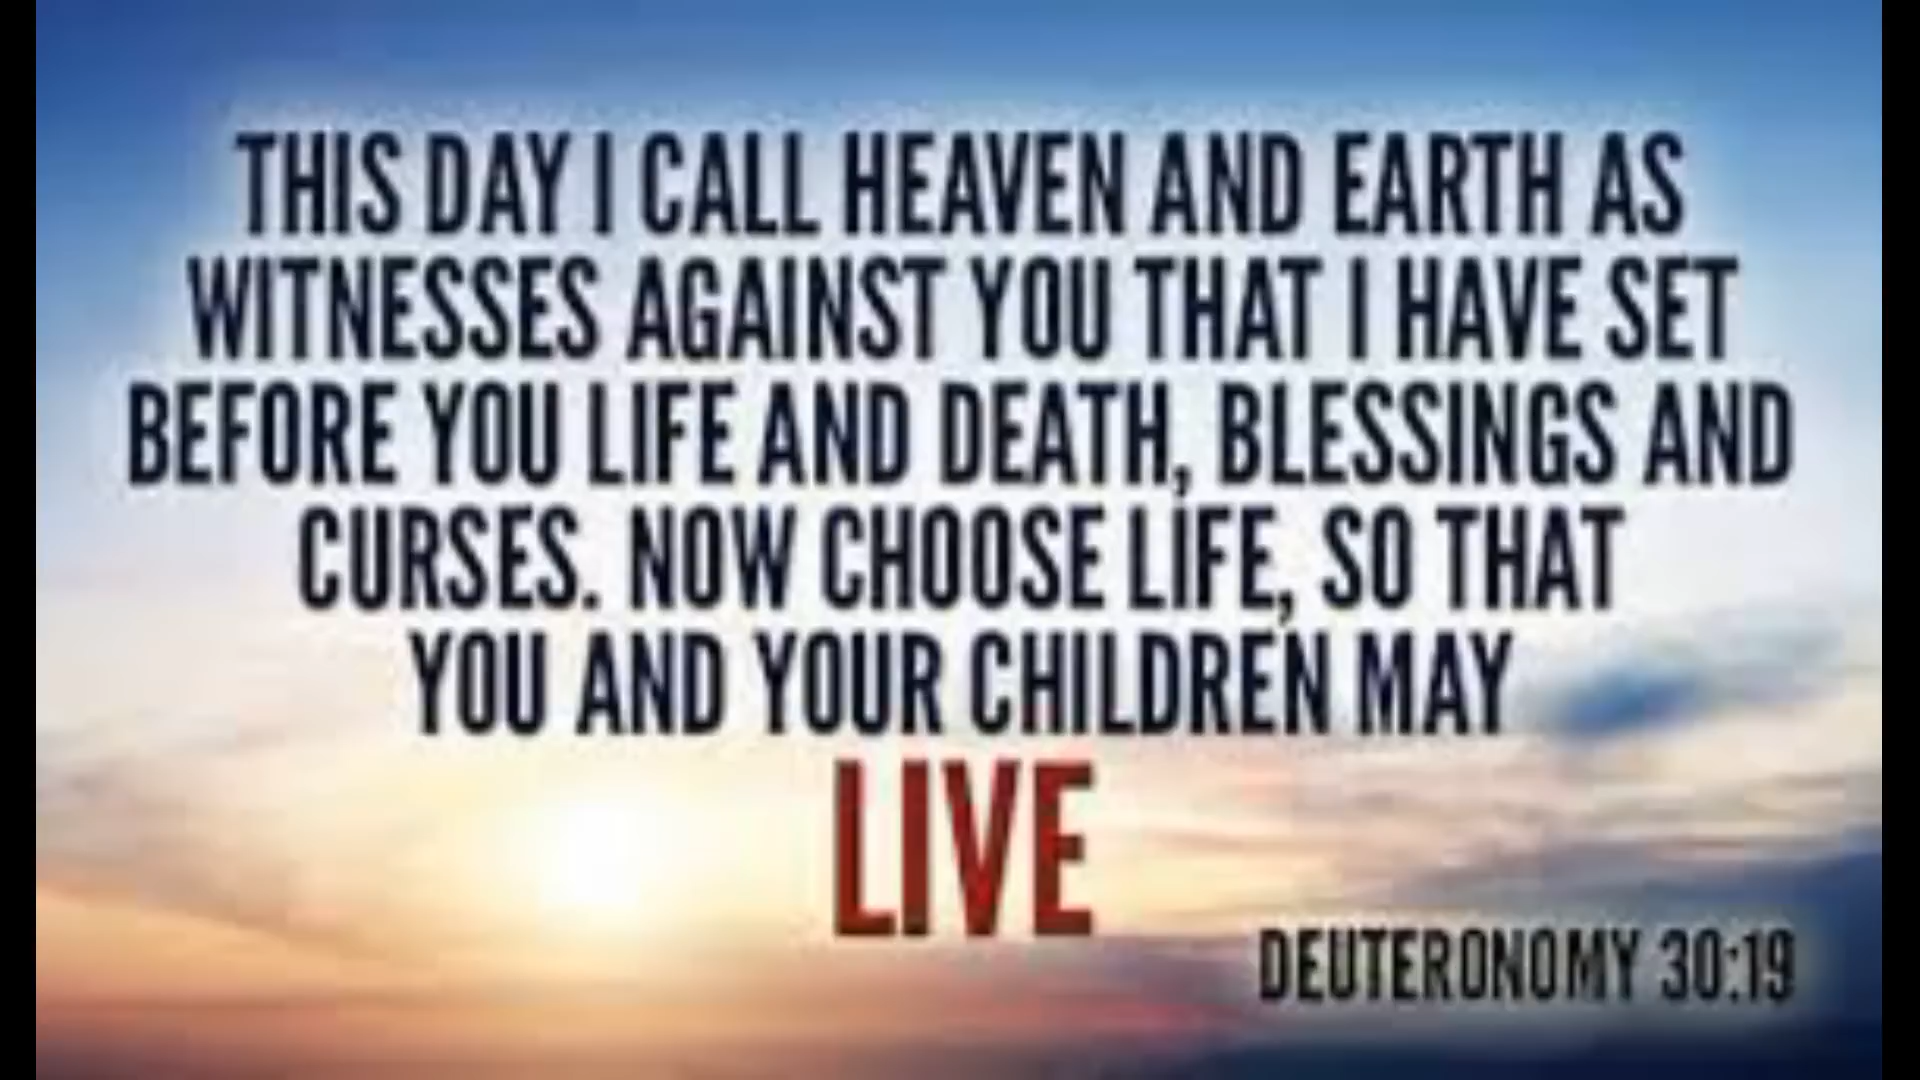 THIS DAY I CALL HEAVEN AND EARTH AS
WITNESSES AGAINST YOU THAT I HAVE SET
BEFORE YOU LIFE AND DEATH, BLESSINGS AND
CURSES. NOW CHOOSE LIFE, SO THAT
YOU AND YOUR CHILDREN MAY
LIVE
DEUTERONOMY 30:19